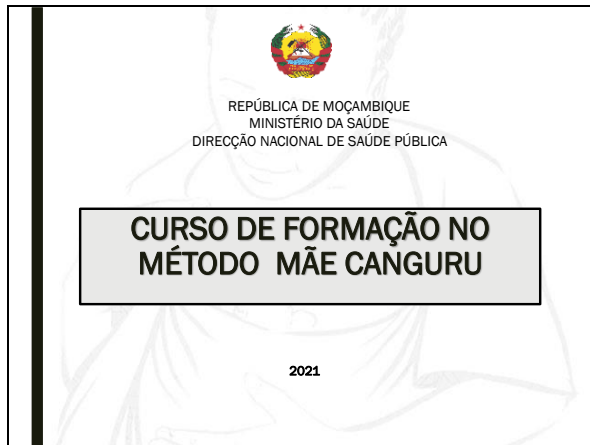 REPÚBLICA DE MOÇAMBIQUE
MINISTÉRIO DA SAÚDE
DIRECÇÃO NACIONAL DE SAÚDE PÚBLICA
CURSO DE FORMAÇÃO NO
MÉTODO MÃE CANGURU
2021